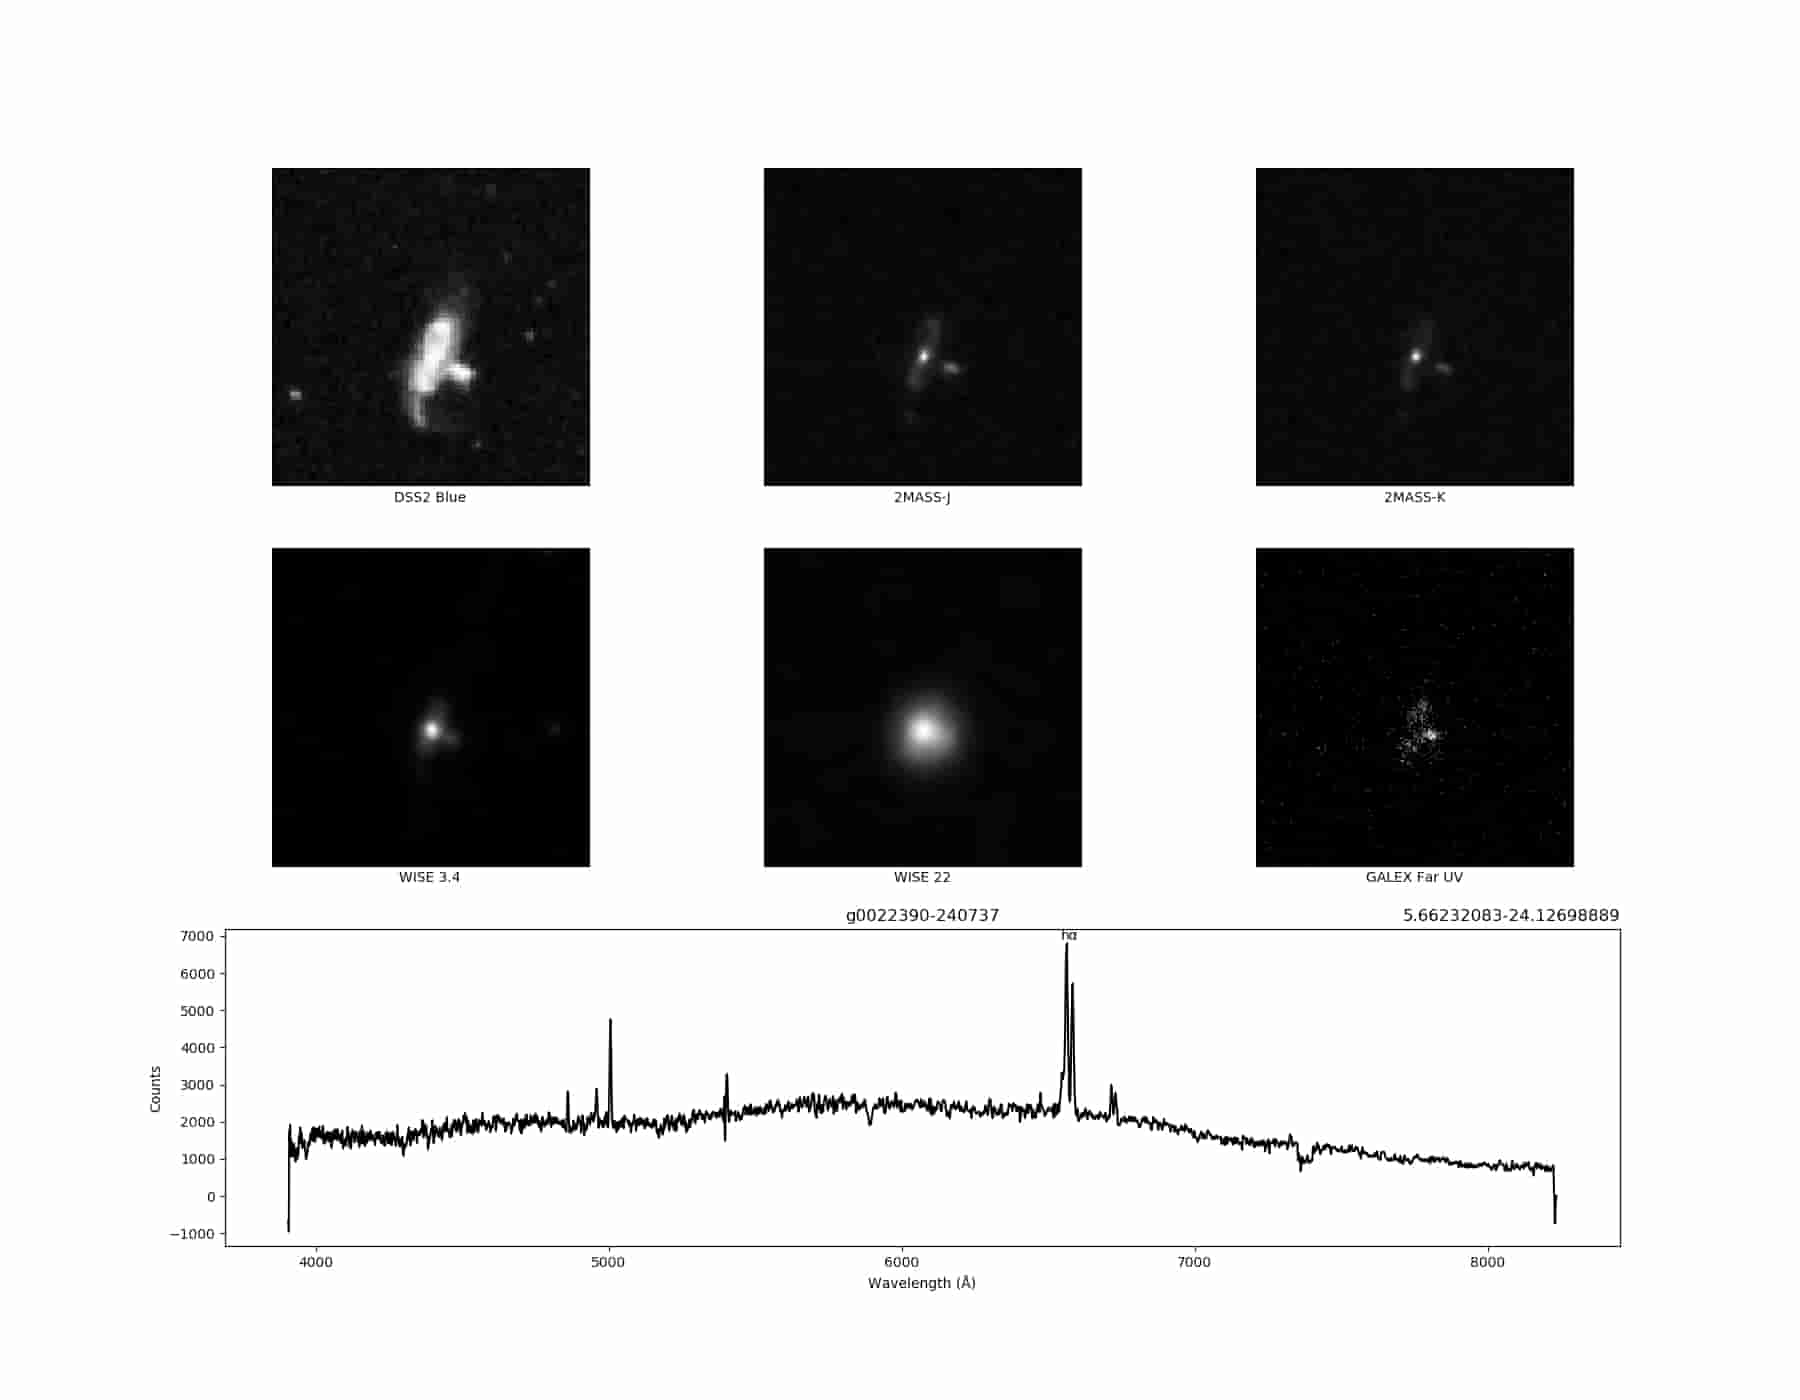 DSS2 Blue
2MASS-J
2MASS-K
WISE 3.4
WISE 22
GALEX Far UV
g0022390-240737
5.66232083-24.12698889
hα
7000
6000
5000
4000
3000
2000
1000
0
−1000
Counts
4000
5000
6000
7000
8000
Wavelength (Å)